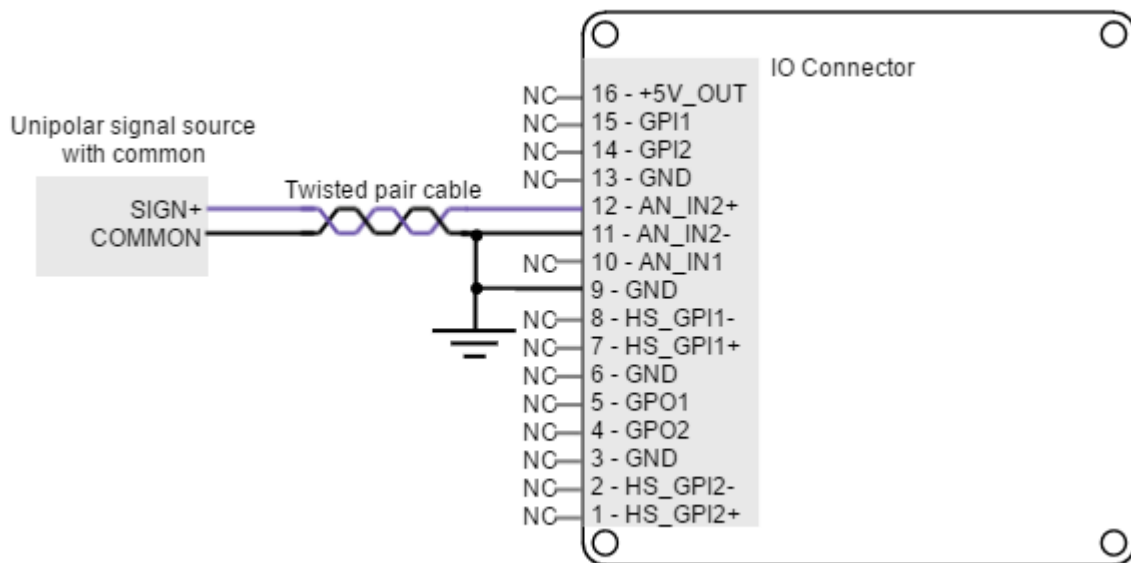 IO Connector
Unipolar signal source
with common
SIGN+
COMMON
Twisted pair cable
NC 16 - +5V_OUT
NC 15 - GPI1
NC 14 - GPI2
NC 13 - GND
12 - AN_IN2+
11 - AN_IN2-
NC 10 - AN_IN1
9 - GND
NC 8 - HS_GPI1-
NC 7 - HS_GPI1+
NC 6 - GND
NC 5 - GPO1
NC 4 - GPO2
NC 3 - GND
NC 2 - HS_GPI2-
NC 1 - HS_GPI2+